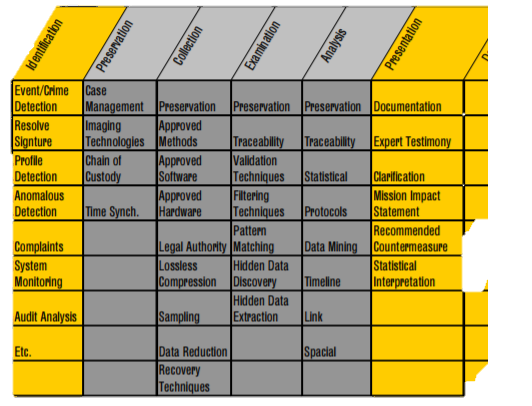 Identification
Preservation
Collection
Examination
Analysis
Presentation
D
Event/Crime Detection
Case Management
Preservation
Preservation
Preservation
Documentation
Resolve Signture
Imaging Technologies
Approved Methods
Traceability
Traceability
Expert Testimony
Profile Detection
Chain of Custody
Approved Software
Validation Techniques
Statistical
Clarification
Anomalous Detection
Time Synch.
Approved Hardware
Filtering Techniques
Protocols
Mission Impact Statement
Complaints
Legal Authority
Pattern Matching
Data Mining
Recommended Countermeasure
System Monitoring
Lossless Compression
Hidden Data Discovery
Timeline
Statistical Interpretation
Audit Analysis
Sampling
Hidden Data Extraction
Link
Etc.
Data Reduction
Spacial
Recovery Techniques